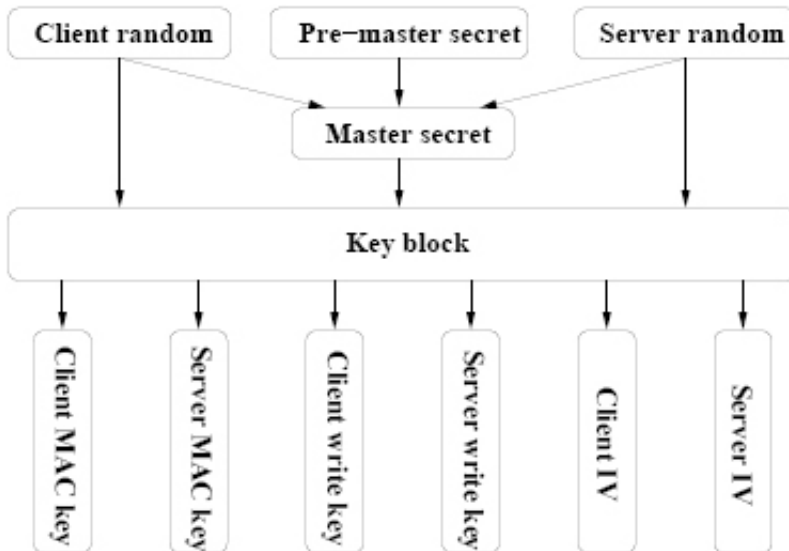 Client random
Pre-master secret
Server random
Master secret
Key block
Client MAC key
Server MAC key
Client write key
Server write key
Client IV
Server IV